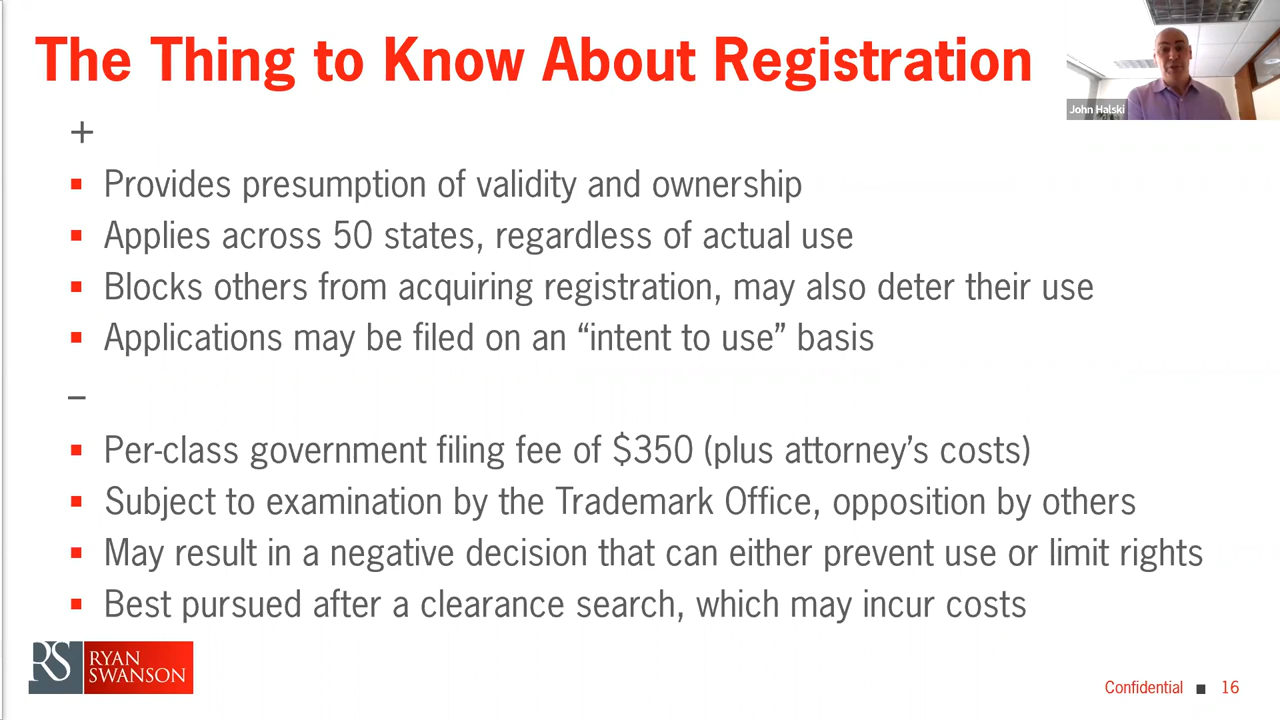 The Thing to Know About Registration
John Halski
+
▪ Provides presumption of validity and ownership
▪ Applies across 50 states, regardless of actual use
▪ Blocks others from acquiring registration, may also deter their use
▪ Applications may be filed on an “intent to use” basis
–
▪ Per-class government filing fee of $350 (plus attorney’s costs)
▪ Subject to examination by the Trademark Office, opposition by others
▪ May result in a negative decision that can either prevent use or limit rights
▪ Best pursued after a clearance search, which may incur costs
RS
RYAN
SWANSON
Confidential ■ 16